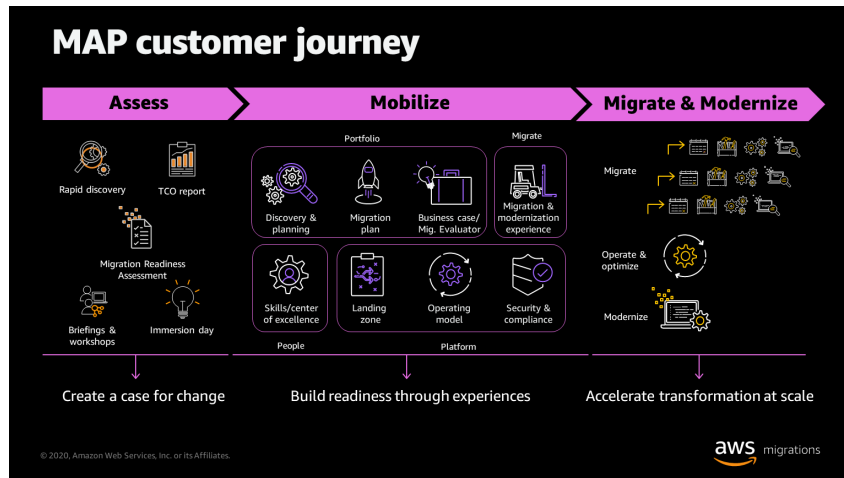 MAP customer journey
Assess
Mobilize
Migrate & Modernize
Rapid discovery
TCO report
Migration Readiness
Assessment
Briefings &
workshops
Immersion day
Portfolio
Discovery &
planning
Migration
plan
Business case/
Mig. Evaluator
Migrate
Migration &
modernization
experience
Skills/center
of excellence
People
Landing
zone
Operating
model
Security &
compliance
Platform
Migrate
Operate &
optimize
Modernize
Create a case for change
Build readiness through experiences
Accelerate transformation at scale
© 2020, Amazon Web Services, Inc. or its Affiliates.
aws migrations